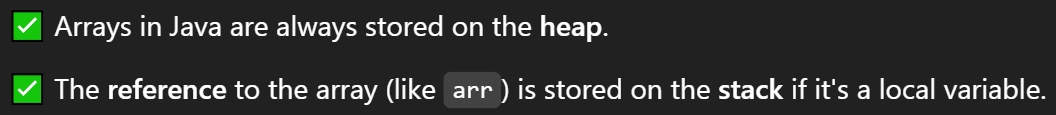 Arrays in Java are always stored on the heap.
The reference to the array (like arr) is stored on the stack if it's a local variable.